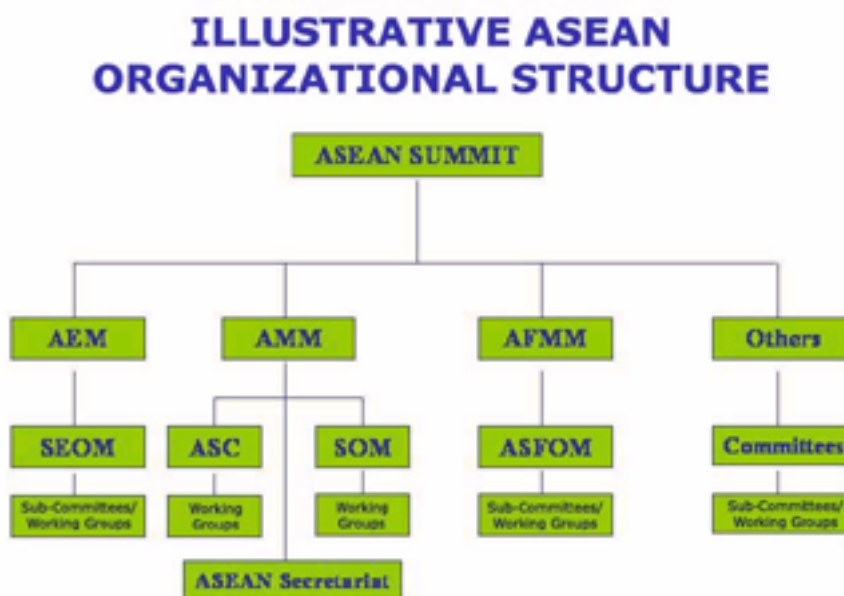 ILLUSTRATIVE ASEAN
ORGANIZATIONAL STRUCTURE
ASEAN SUMMIT
AEM
AMM
AFMM
Others
SEOM
ASC
SOM
ASFOM
Committees
Sub-Committees/
Working Groups
Working
Groups
Working
Groups
Sub-Committees/
Working Groups
Sub-Committees/
Working Groups
ASEAN Secretariat